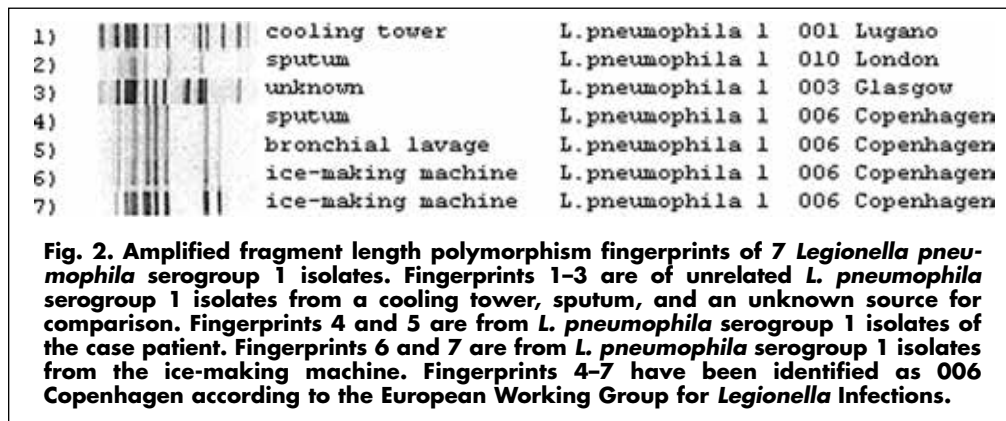 1) cooling tower L.pneumophila 1 001 Lugano
2) sputum L.pneumophila 1 010 London
3) unknown L.pneumophila 1 003 Glasgow
4) sputum L.pneumophila 1 006 Copenhagen
5) bronchial lavage L.pneumophila 1 006 Copenhagen
6) ice-making machine L.pneumophila 1 006 Copenhagen
7) ice-making machine L.pneumophila 1 006 Copenhagen
Fig. 2. Amplified fragment length polymorphism fingerprints of 7 Legionella pneu-
mophila serogroup 1 isolates. Fingerprints 1–3 are of unrelated L. pneumophila
serogroup 1 isolates from a cooling tower, sputum, and an unknown source for
comparison. Fingerprints 4 and 5 are from L. pneumophila serogroup 1 isolates of
the case patient. Fingerprints 6 and 7 are from L. pneumophila serogroup 1 isolates
from the ice-making machine. Fingerprints 4–7 have been identified as 006
Copenhagen according to the European Working Group for Legionella Infections.